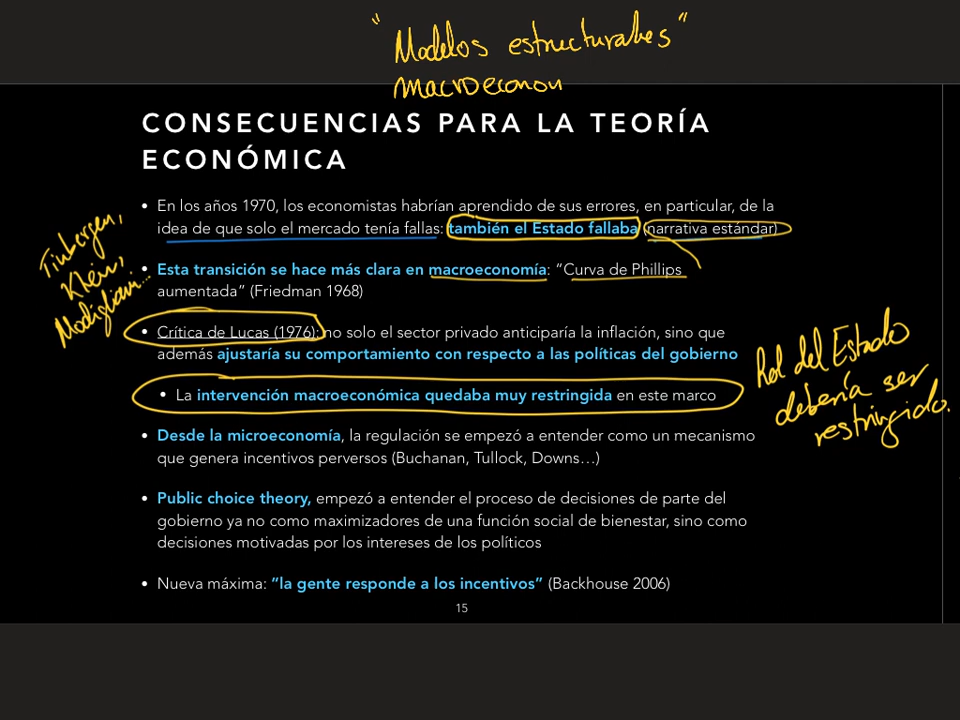 "Modelos estructurales"
macroeconom
CONSECUENCIAS PARA LA TEORÍA
ECONÓMICA
• En los años 1970, los economistas habrían aprendido de sus errores, en particular, de la
idea de que solo el mercado tenía fallas: también el Estado fallaba (narrativa estándar)
• Esta transición se hace más clara en macroeconomía: “Curva de Phillips
aumentada” (Friedman 1968)
• Crítica de Lucas (1976): no solo el sector privado anticiparía la inflación, sino que
además ajustaría su comportamiento con respecto a las políticas del gobierno
• La intervención macroeconómica quedaba muy restringida en este marco
• Desde la microeconomía, la regulación se empezó a entender como un mecanismo
que genera incentivos perversos (Buchanan, Tullock, Downs…)
• Public choice theory, empezó a entender el proceso de decisiones de parte del
gobierno ya no como maximizadores de una función social de bienestar, sino como
decisiones motivadas por los intereses de los políticos
• Nueva máxima: “la gente responde a los incentivos” (Backhouse 2006)
15
Tinbergen,
Klein,
Modigliani...
Rol del Estado
debería ser
restringido.